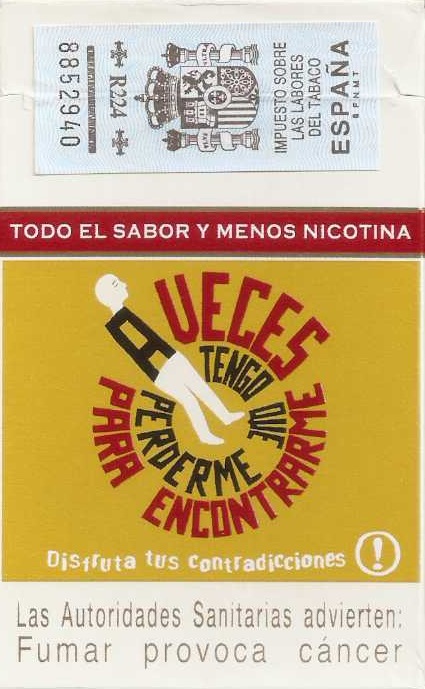 8852940
R224
IMPUESTO SOBRE
LAS LABORES
DEL TABACO
ESPAÑA
TODO EL SABOR Y MENOS NICOTINA
A VECES
TENGO QUE
PERDERME
PARA
ENCONTRARME
Disfruta tus contradicciones !
Las Autoridades Sanitarias advierten:
Fumar provoca cáncer